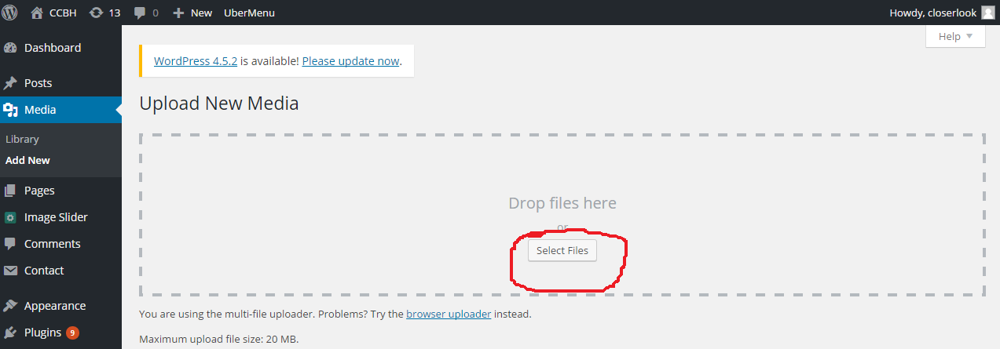 CCBH 13 0 New UberMenu Howdy, closerlook
Help
Dashboard
Posts
Media
Library
Add New
Pages
Image Slider
Comments
Contact
Appearance
Plugins 9
WordPress 4.5.2 is available! Please update now.
Upload New Media
Drop files here
or
Select Files
You are using the multi-file uploader. Problems? Try the browser uploader instead.
Maximum upload file size: 20 MB.